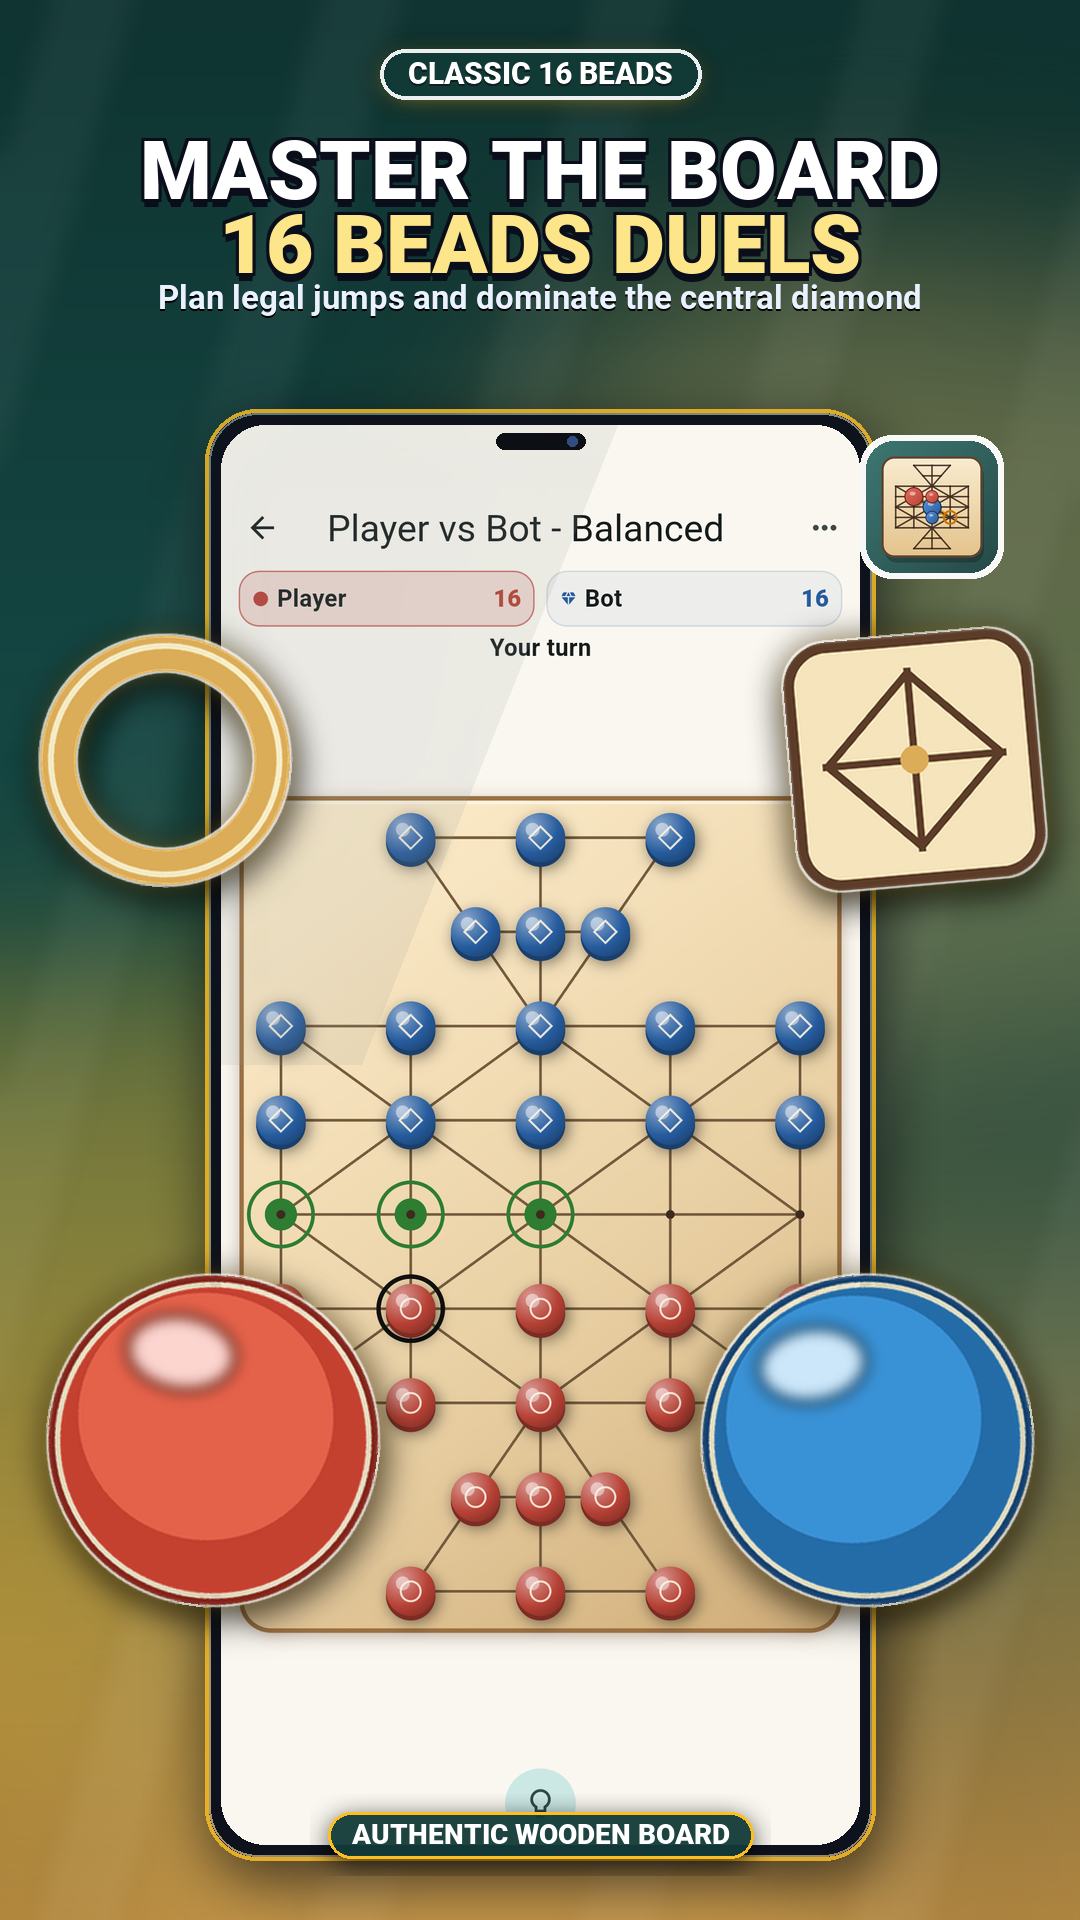 CLASSIC 16 BEADS
MASTER THE BOARD
16 BEADS DUELS
Plan legal jumps and dominate the central diamond
Player vs Bot - Balanced
Player 16
Bot 16
Your turn
AUTHENTIC WOODEN BOARD